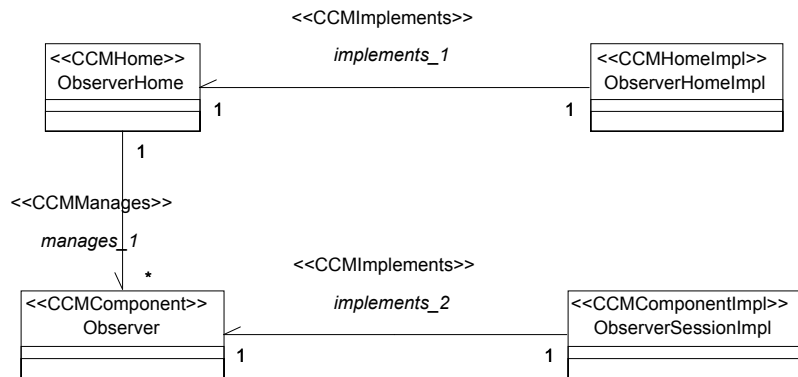 <<CCMImplements>>
<<CCMHome>>
ObserverHome
implements_1
<<CCMHomeImpl>>
ObserverHomeImpl
1
1
1
<<CCMManages>>
manages_1
*
<<CCMImplements>>
<<CCMComponent>>
Observer
implements_2
<<CCMComponentImpl>>
ObserverSessionImpl
1
1